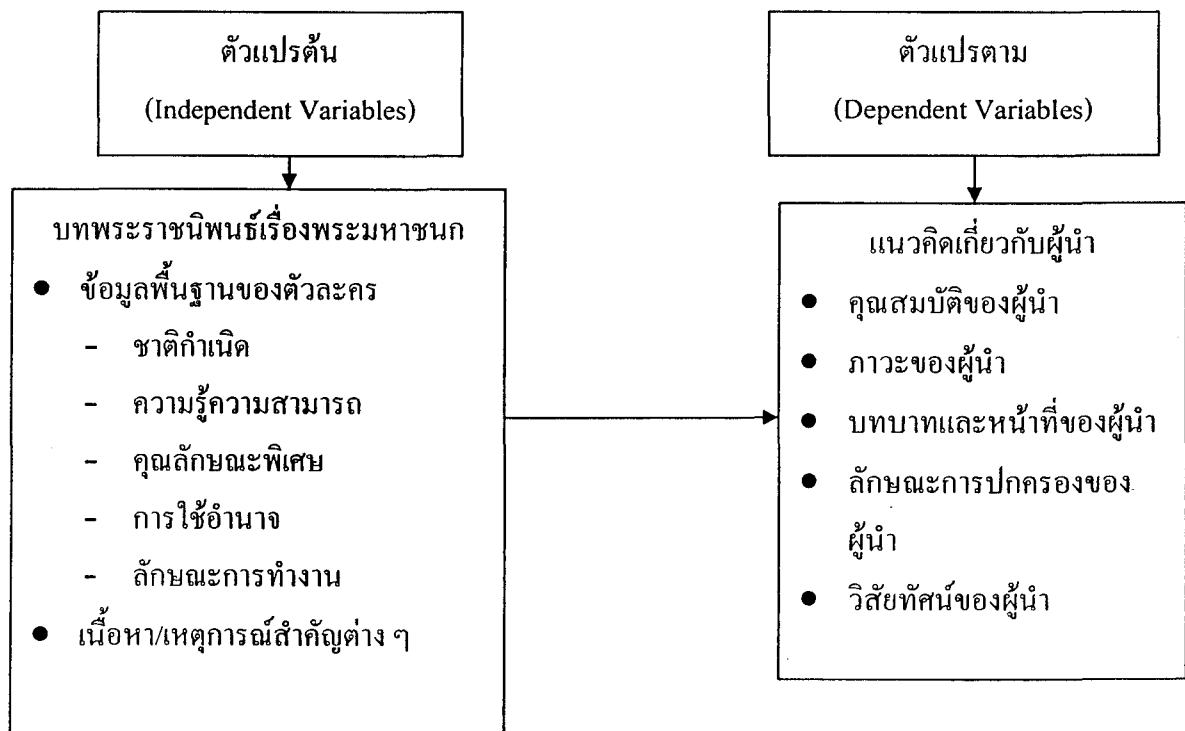 ตัวแปรต้น
(Independent Variables)
บทพระราชนิพนธ์เรื่องพระมหาชนก
● ข้อมูลพื้นฐานของตัวละคร
- ชาติกำเนิด
- ความรู้ความสามารถ
- คุณลักษณะพิเศษ
- การใช้อำนาจ
- ลักษณะการทำงาน
● เนื้อหา/เหตุการณ์สำคัญต่าง ๆ
ตัวแปรตาม
(Dependent Variables)
แนวคิดเกี่ยวกับผู้นำ
● คุณสมบัติของผู้นำ
● ภาวะของผู้นำ
● บทบาทและหน้าที่ของผู้นำ
● ลักษณะการปกครองของ
ผู้นำ
● วิสัยทัศน์ของผู้นำ